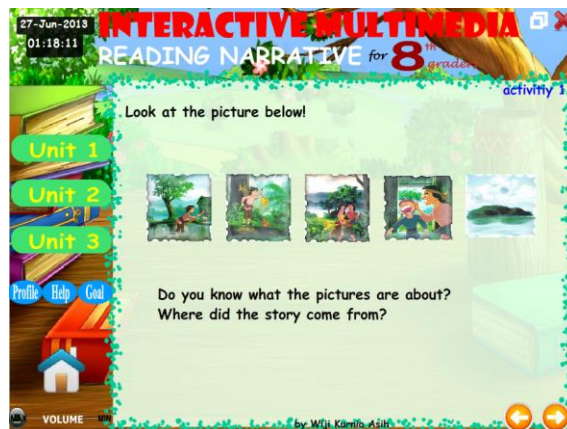 27-Jun-2013
01:18:11
INTERACTIVE MULTIMEDIA
READING NARRATIVE for 8th graders
activitiy 1
Look at the picture below!
Unit 1
Unit 2
Unit 3
Profile Help Goal
Do you know what the pictures are about?
Where did the story come from?
VOLUME
by Wiji Kurnia Asih